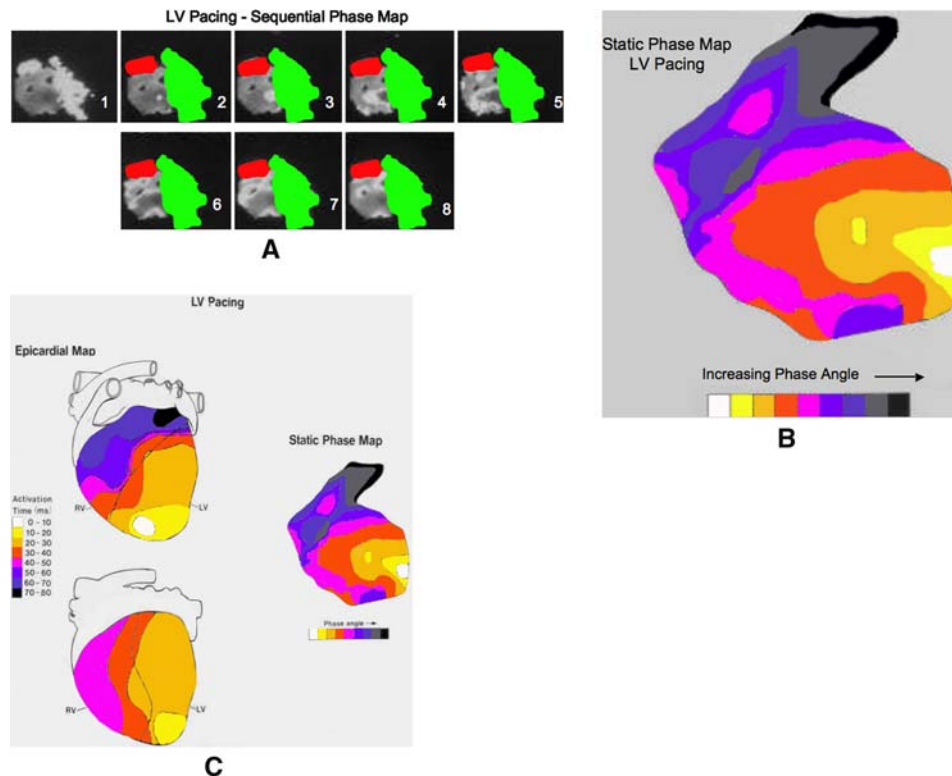 LV Pacing - Sequential Phase Map
1
2
3
4
5
6
7
8
A
Static Phase Map
LV Pacing
Increasing Phase Angle
B
LV Pacing
Epicardial Map
RV
LV
Activation
Time (ms)
0 - 10
10 - 20
20 - 30
30 - 40
40 - 50
50 - 60
60 - 70
70 - 80
RV
LV
Static Phase Map
Phase angle
C